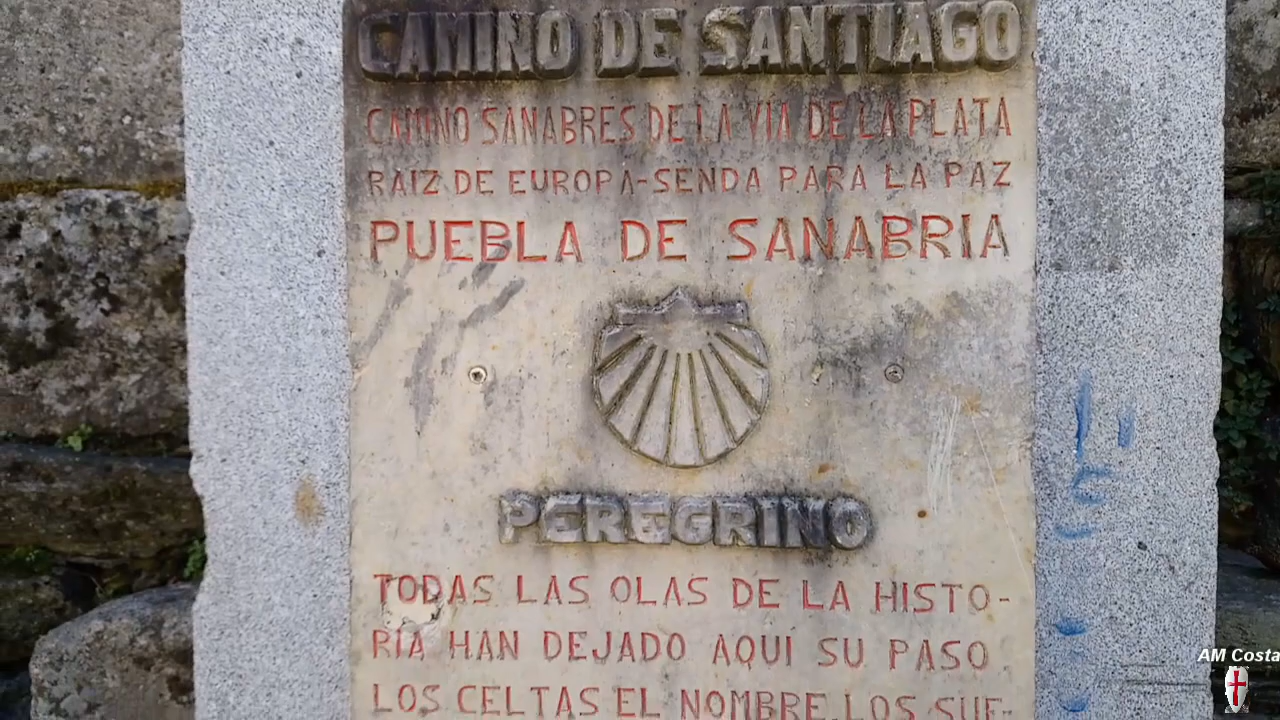 CAMINO DE SANTIAGO
CAMINO SANABRES DE LA VIA DE LA PLATA
RAIZ DE EUROPA-SENDA PARA LA PAZ
PUEBLA DE SANABRIA
PEREGRINO
TODAS LAS OLAS DE LA HISTO-
RIA HAN DEJADO AQUI SU PASO.
LOS CELTAS EL NOMBRE.LOS SUE-
AM Costa